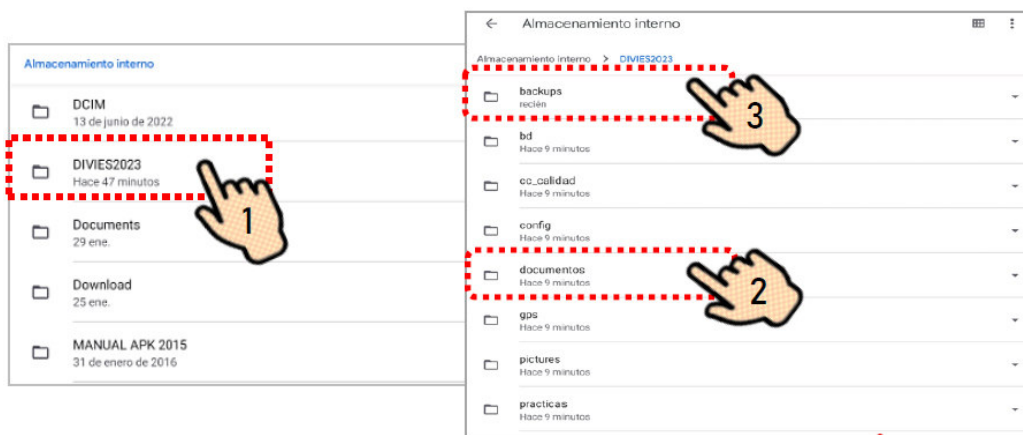 Almacenamiento interno
DCIM
13 de junio de 2022
DIVIES2023
Hace 47 minutos
1
Documents
29 ene.
Download
25 ene.
MANUAL APK 2015
31 de enero de 2016
Almacenamiento interno
Almacenamiento interno > DIVIES2023
backups
recién
3
bd
Hace 9 minutos
cc_calidad
Hace 9 minutos
config
Hace 9 minutos
documentos
Hace 9 minutos
2
gps
Hace 9 minutos
pictures
Hace 9 minutos
practicas
Hace 9 minutos